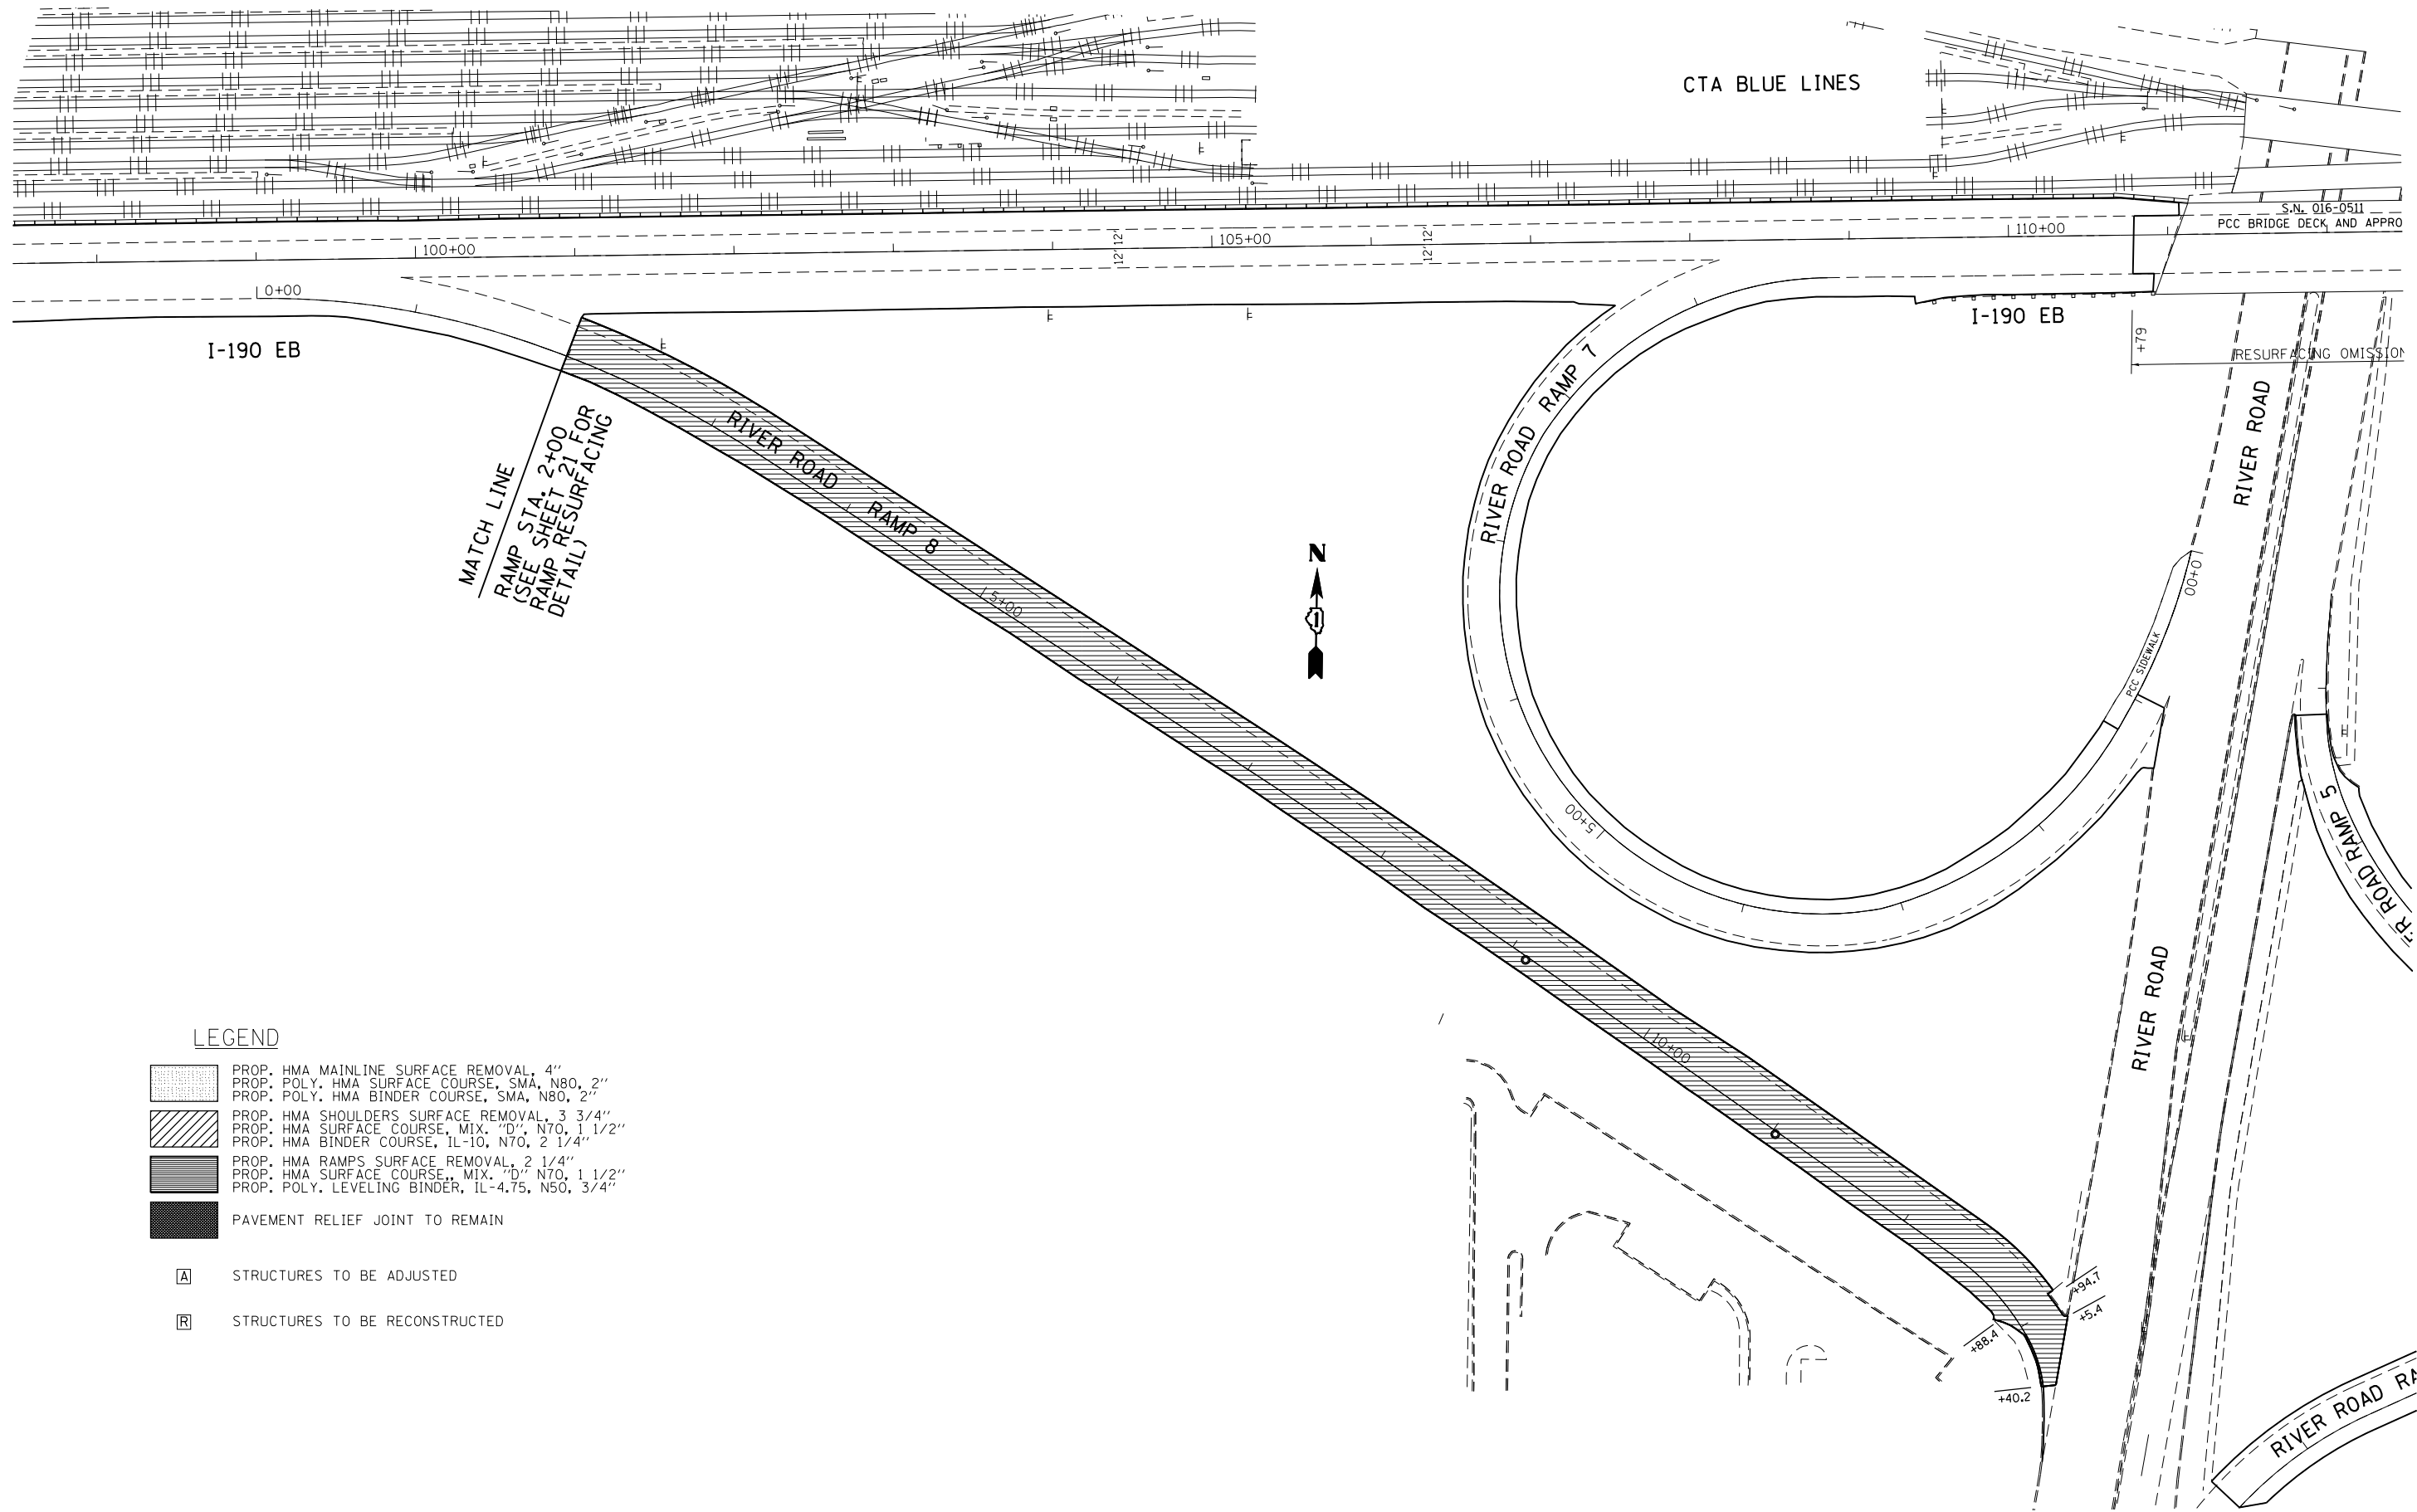 CTA BLUE LINES
S.N. 016-0511
PCC BRIDGE DECK AND APPRO
100+00
12' 12'
105+00
12' 12'
110+00
0+00
I-190 EB
I-190 EB
+79
RESURFACING OMISSION
RIVER ROAD RAMP 7
RIVER ROAD
MATCH LINE
RAMP STA. 2+00
(SEE SHEET 21 FOR
RAMP RESURFACING
DETAIL)
RIVER ROAD RAMP 8
N
5+00
0+00
PCC SIDEWALK
5+00
ER ROAD RAMP 5
RIVER ROAD
10+00
LEGEND
PROP. HMA MAINLINE SURFACE REMOVAL, 4"
PROP. POLY. HMA SURFACE COURSE, SMA, N80, 2"
PROP. POLY. HMA BINDER COURSE, SMA, N80, 2"
PROP. HMA SHOULDERS SURFACE REMOVAL, 3 3/4"
PROP. HMA SURFACE COURSE, MIX. "D", N70, 1 1/2"
PROP. HMA BINDER COURSE, IL-10, N70, 2 1/4"
PROP. HMA RAMPS SURFACE REMOVAL, 2 1/4"
PROP. HMA SURFACE COURSE,, MIX. "D" N70, 1 1/2"
PROP. POLY. LEVELING BINDER, IL-4.75, N50, 3/4"
PAVEMENT RELIEF JOINT TO REMAIN
A STRUCTURES TO BE ADJUSTED
R STRUCTURES TO BE RECONSTRUCTED
+94.7
+5.4
+88.4
+40.2
RIVER ROAD RA